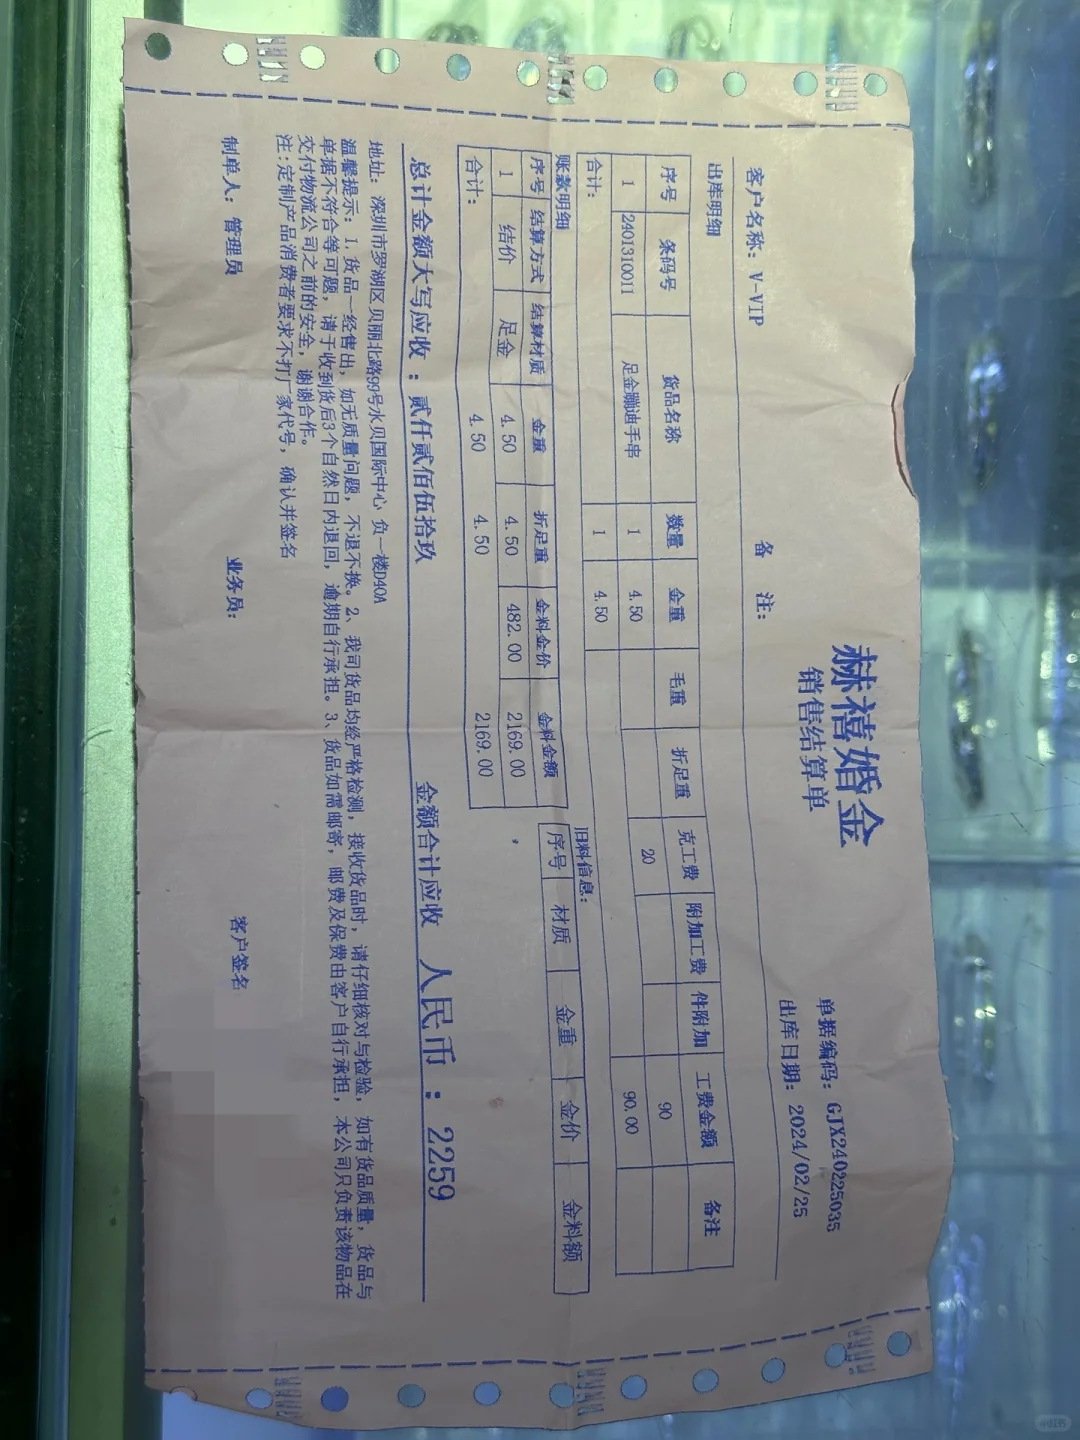 赫禧婚金
销售结算单
单据编码: GJX240225035
客户名称: V-VIP 备 注: 出库日期: 2024/02/25
出库明细
序号 条码号 货品名称 数量 金重 毛重 折足重 克工费 附加工费 件附加 工费金额 备注
1 2401310011 足金蹦迪手串 1 4.50 20 90
合计: 1 4.50 90.00
账款明细 旧料信息:
序号 结算方式 结算材质 金重 折足重 金料金价 金料金额 序号 材质 金重 金价 金料额
1 结价 足金 4.50 4.50 482.00 2169.00
合计: 4.50 4.50 2169.00
总计金额大写应收 : 贰仟贰佰伍拾玖 金额合计应收 人民币 : 2259
地址: 深圳市罗湖区贝丽北路99号水贝国际中心 负一楼D40A
温馨提示: 1.货品一经售出, 如无质量问题, 不退不换。2、我司货品均经严格检测, 接收货品时, 请仔细核对与检验, 如有货品质量, 货品与
单据不符合等可题, 请于收到货后3个自然日内退回, 逾期自行承担。3、货品如需邮寄, 邮费及保费由客户自行承担, 本公司只负责该物品在
交付物流公司之前的安全, 谢谢合作。
注:定制产品消费者要求不打厂家代号, 确认并签名
制单人: 管理员 业务员: 客户签名
小红书